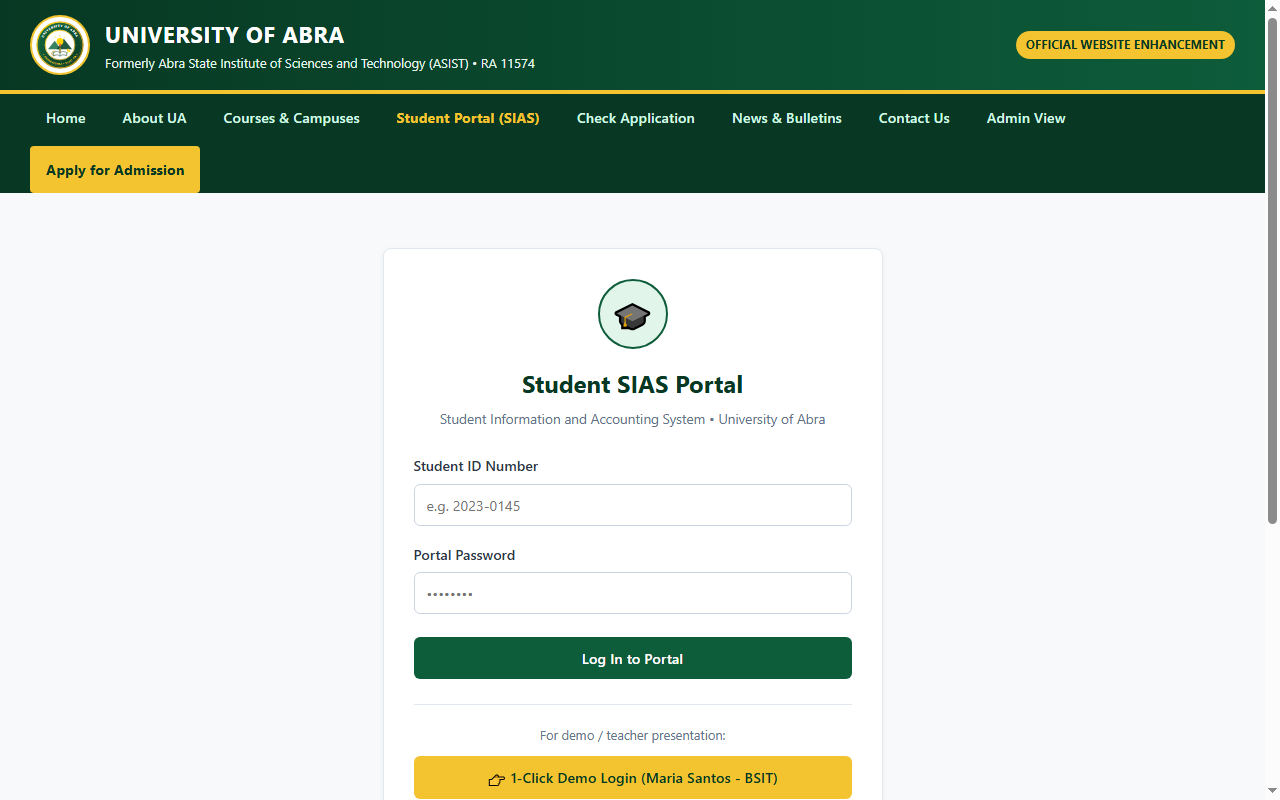 UNIVERSITY OF ABRA
Formerly Abra State Institute of Sciences and Technology (ASIST) • RA 11574
OFFICIAL WEBSITE ENHANCEMENT
Home
About UA
Courses & Campuses
Student Portal (SIAS)
Check Application
News & Bulletins
Contact Us
Admin View
Apply for Admission
Student SIAS Portal
Student Information and Accounting System • University of Abra
Student ID Number
e.g. 2023-0145
Portal Password
••••••••
Log In to Portal
For demo / teacher presentation:
👉 1-Click Demo Login (Maria Santos - BSIT)